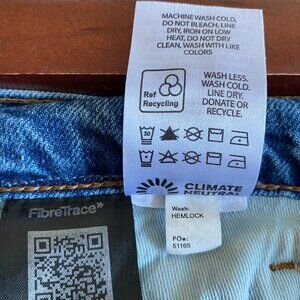 MACHINE WASH COLD,
DO NOT BLEACH, LINE
DRY, IRON ON LOW
HEAT, DO NOT DRY
CLEAN, WASH WITH LIKE
COLORS
Ref
Recycling
WASH LESS.
WASH COLD.
LINE DRY.
DONATE OR
RECYCLE.
30
CLIMATE
NEUTRAL
FibreTrace
Wash:
HEMLOCK
PO#:
51165